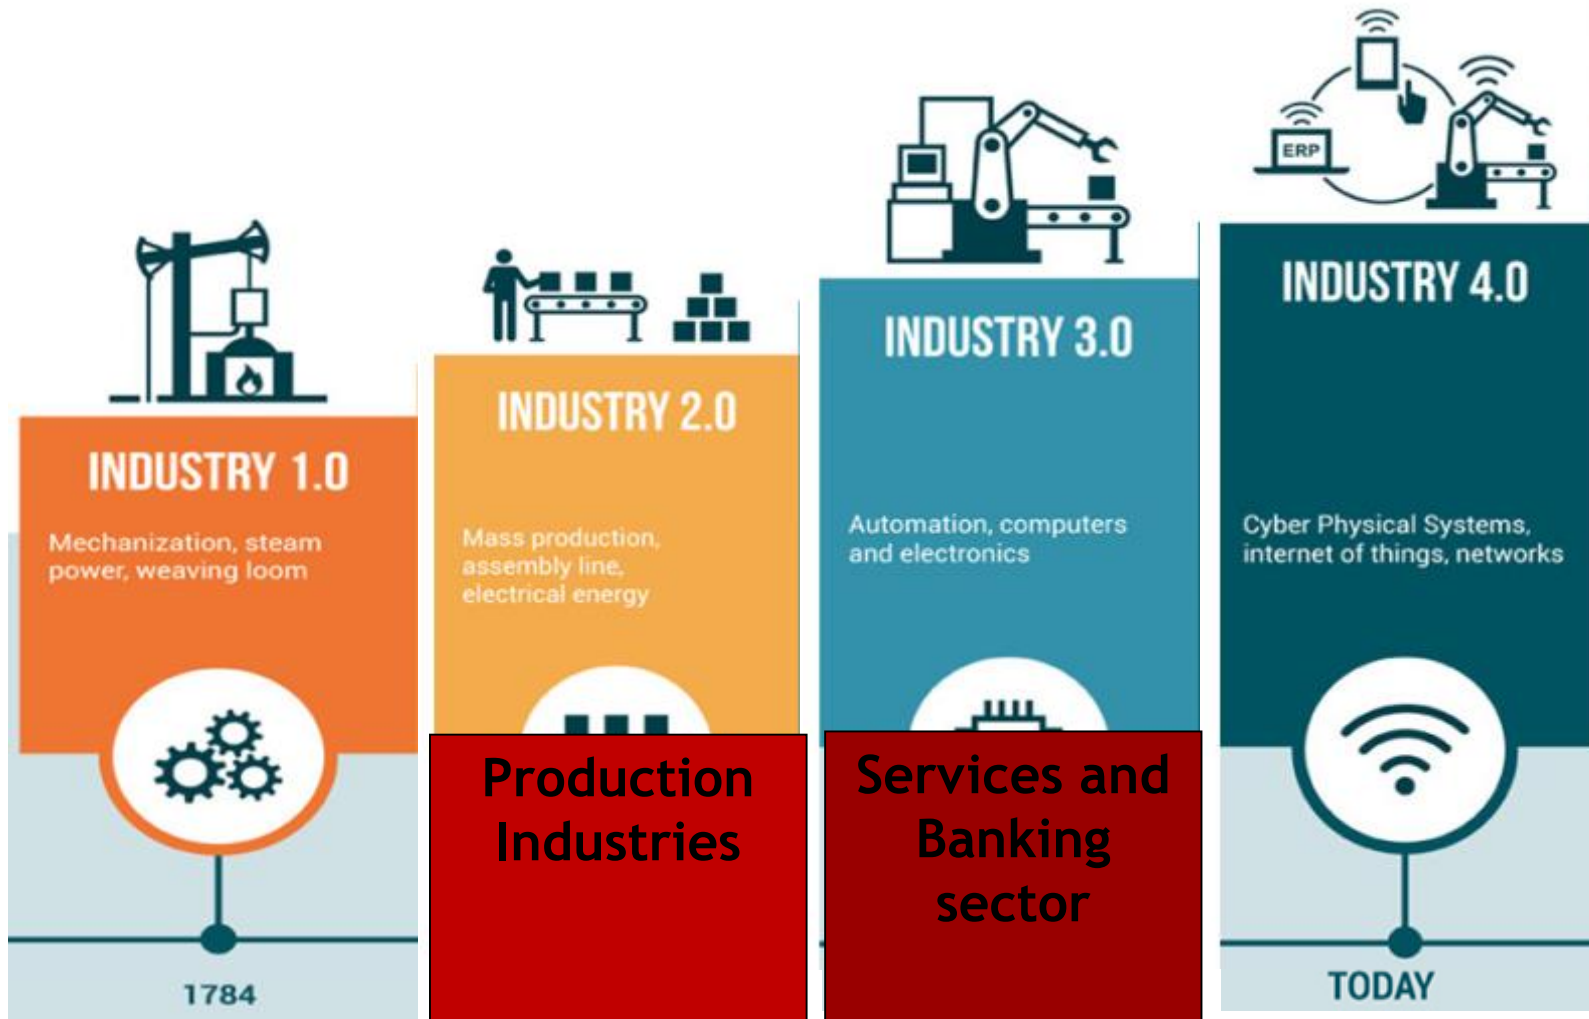 ERP
INDUSTRY 1.0
Mechanization, steam
power, weaving loom
1784
INDUSTRY 2.0
Mass production,
assembly line,
electrical energy
Production
Industries
INDUSTRY 3.0
Automation, computers
and electronics
Services and
Banking
sector
INDUSTRY 4.0
Cyber Physical Systems,
internet of things, networks
TODAY